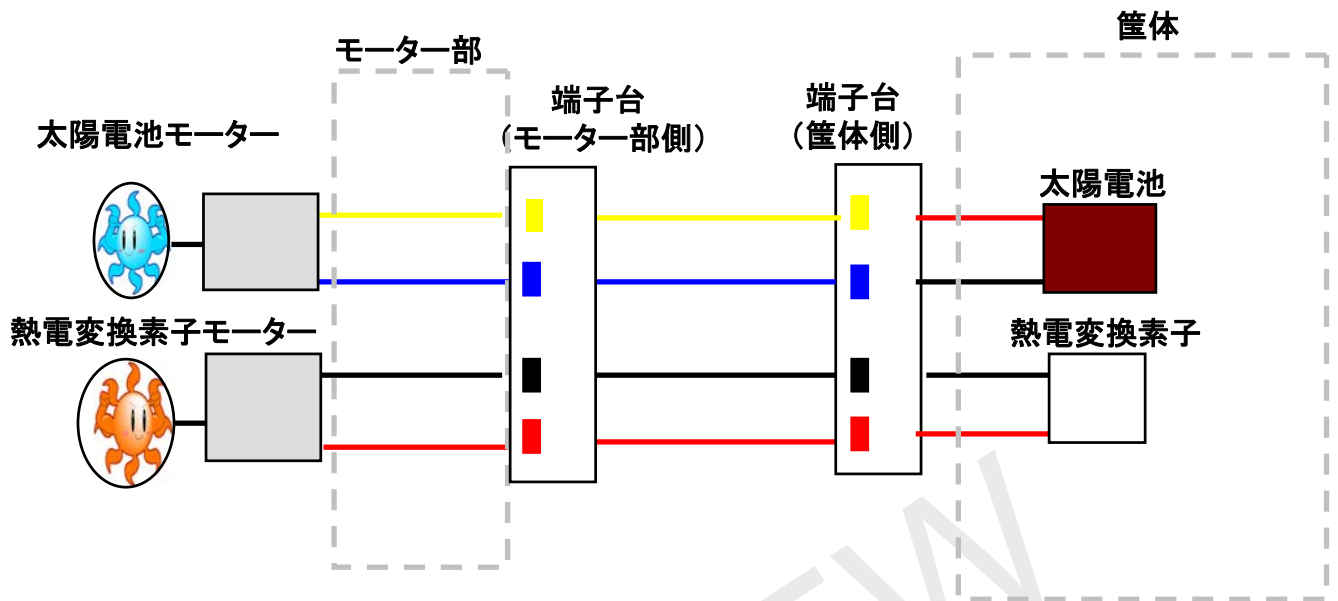 筐体
モーター部
端子台
(モーター部側)
端子台
(筐体側)
太陽電池モーター
太陽電池
熱電変換素子モーター
熱電変換素子